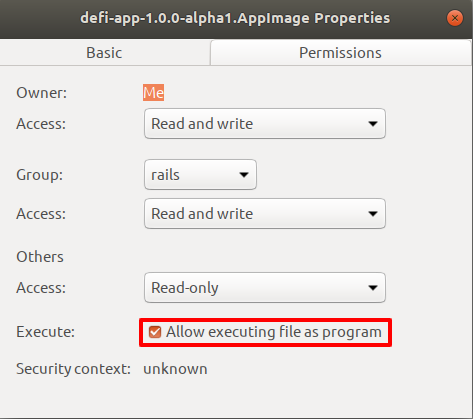 defi-app-1.0.0-alpha1.AppImage Properties
Basic Permissions
Owner: Me
Access: Read and write
Group: rails
Access: Read and write
Others
Access: Read-only
Execute: Allow executing file as program
Security context: unknown